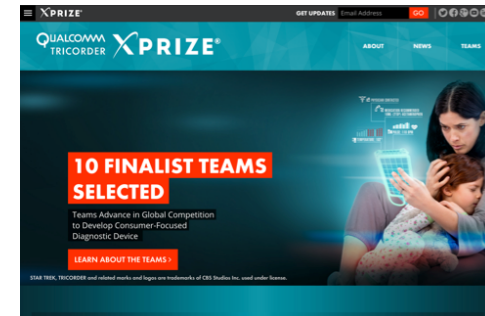 XPRIZE®
GET UPDATES Email Address GO
QUALCOMM
TRICORDER XPRIZE®
ABOUT NEWS TEAMS
10 FINALIST TEAMS
SELECTED
Teams Advance in Global Competition
to Develop Consumer-Focused
Diagnostic Device
LEARN ABOUT THE TEAMS >
STAR TREK, TRICORDER and related marks and logos are trademarks of CBS Studios Inc. used under license.